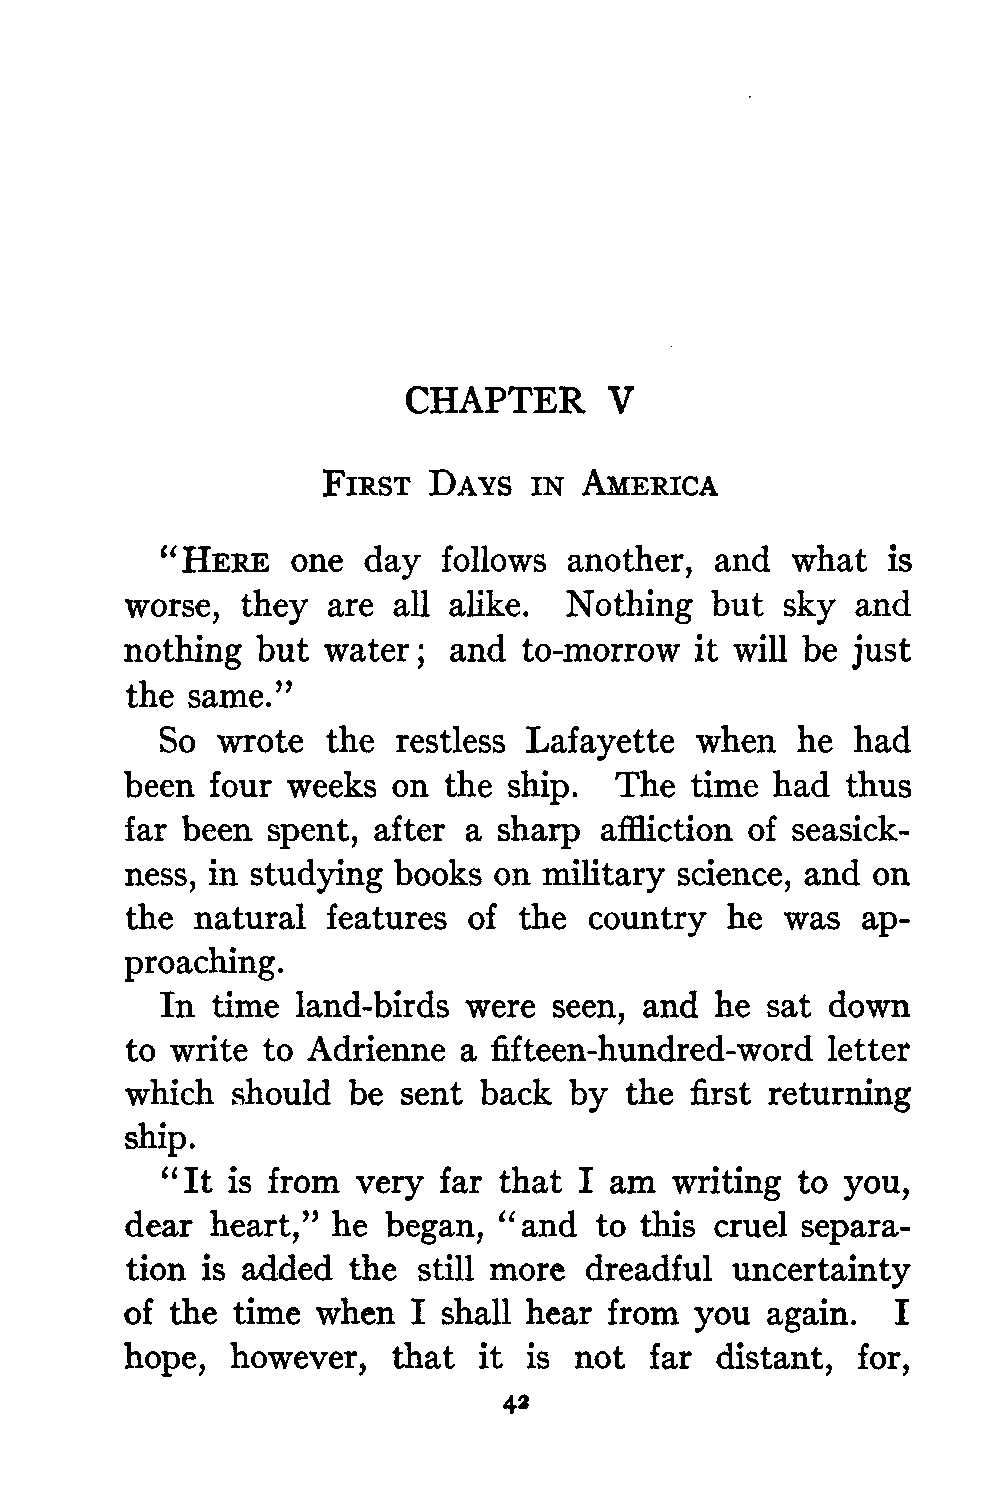 CHAPTER V
First Days in America
"Here one day follows another, and what is
worse, they are all alike. Nothing but sky and
nothing but water; and to-morrow it will be just
the same."
So wrote the restless Lafayette when he had
been four weeks on the ship. The time had thus
far been spent, after a sharp affliction of seasick-
ness, in studying books on military science, and on
the natural features of the country he was ap-
proaching.
In time land-birds were seen, and he sat down
to write to Adrienne a fifteen-hundred-word letter
which should be sent back by the first returning
ship.
"It is from very far that I am writing to you,
dear heart," he began, "and to this cruel separa-
tion is added the still more dreadful uncertainty
of the time when I shall hear from you again. I
hope, however, that it is not far distant, for,
42